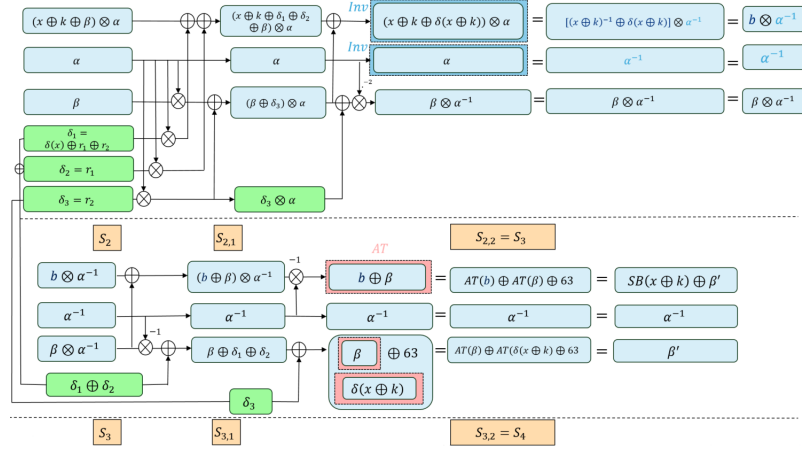 (x ⊕ k ⊕ β) ⊗ α
(x ⊕ k ⊕ δ₁ ⊕ δ₂
⊕ β) ⊗ α
Inv
(x ⊕ k ⊕ δ(x ⊕ k)) ⊗ α
=
[(x⊕k)⁻¹ ⊕ δ(x ⊕ k)] ⊗ α⁻¹
=
b ⊗ α⁻¹
α
α
Inv
α
=
α⁻¹
=
α⁻¹
β
(β ⊕ δ₃) ⊗ α
-2
β ⊗ α⁻¹
=
β ⊗ α⁻¹
=
β ⊗ α⁻¹
δ₁ =
δ(x) ⊕ r₁ ⊕ r₂
δ₂ = r₁
δ₃ = r₂
δ₃ ⊗ α
S₂
S₂,₁
S₂,₂ = S₃
AT
b ⊗ α⁻¹
(b ⊕ β) ⊗ α⁻¹
-1
b ⊕ β
=
AT(b) ⊕ AT(β) ⊕ 63
=
SB(x ⊕ k) ⊕ β′
α⁻¹
α⁻¹
α⁻¹
=
α⁻¹
=
α⁻¹
β ⊗ α⁻¹
-1
β ⊕ δ₁ ⊕ δ₂
β ⊕ 63
=
AT(β) ⊕ AT(δ(x ⊕ k) ⊕ 63
=
β′
δ₁ ⊕ δ₂
δ(x ⊕ k)
δ₃
S₃
S₃,₁
S₃,₂ = S₄